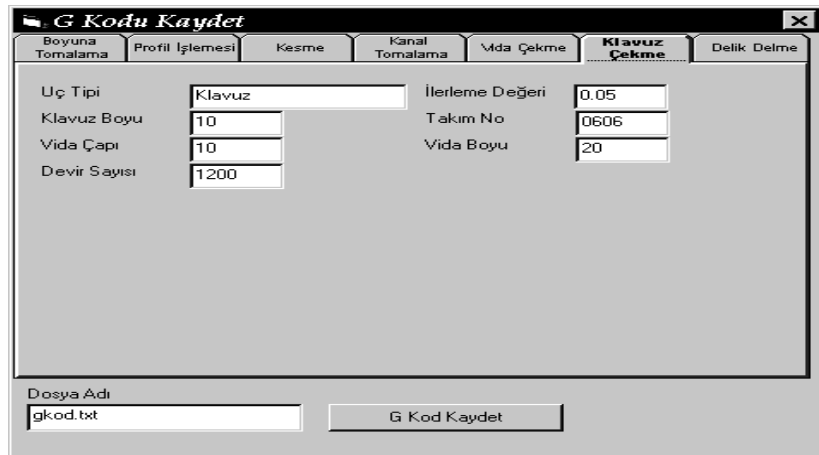 G Kodu Kaydet
Boyuna Tornalama
Profil İşlemesi
Kesme
Kanal Tornalama
Vida Çekme
Klavuz Çekme
Delik Delme
Uç Tipi Klavuz İlerleme Değeri 0.05
Klavuz Boyu 10 Takım No 0606
Vida Çapı 10 Vida Boyu 20
Devir Sayısı 1200
Dosya Adı
gkod.txt G Kod Kaydet